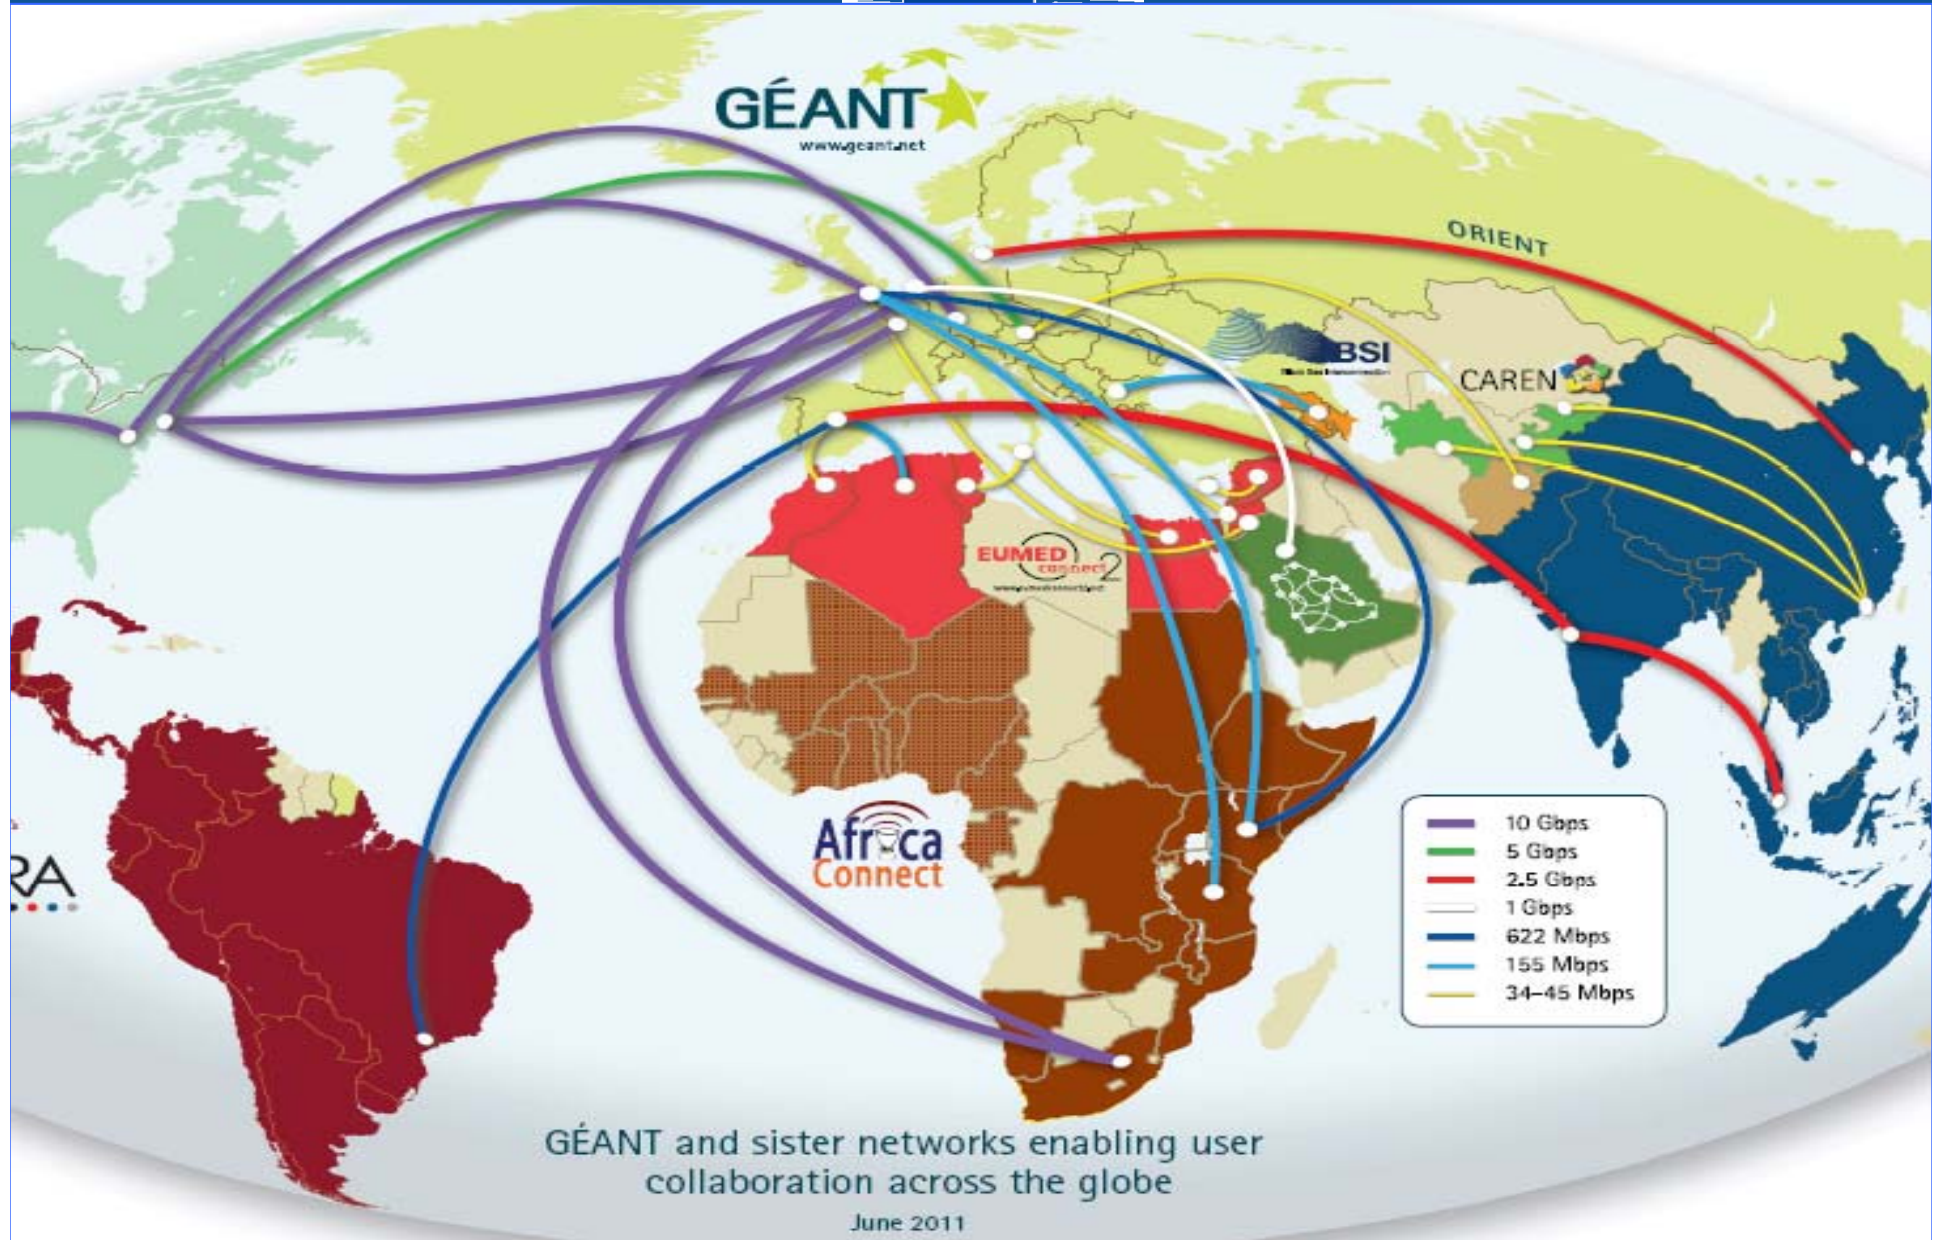 GÉANT
www.geant.net
ORIENT
BSI
CAREN
EUMED
connect2
Africa
Connect
RA
10 Gbps
5 Gbps
2.5 Gbps
1 Gbps
622 Mbps
155 Mbps
34–45 Mbps
GÉANT and sister networks enabling user
collaboration across the globe
June 2011